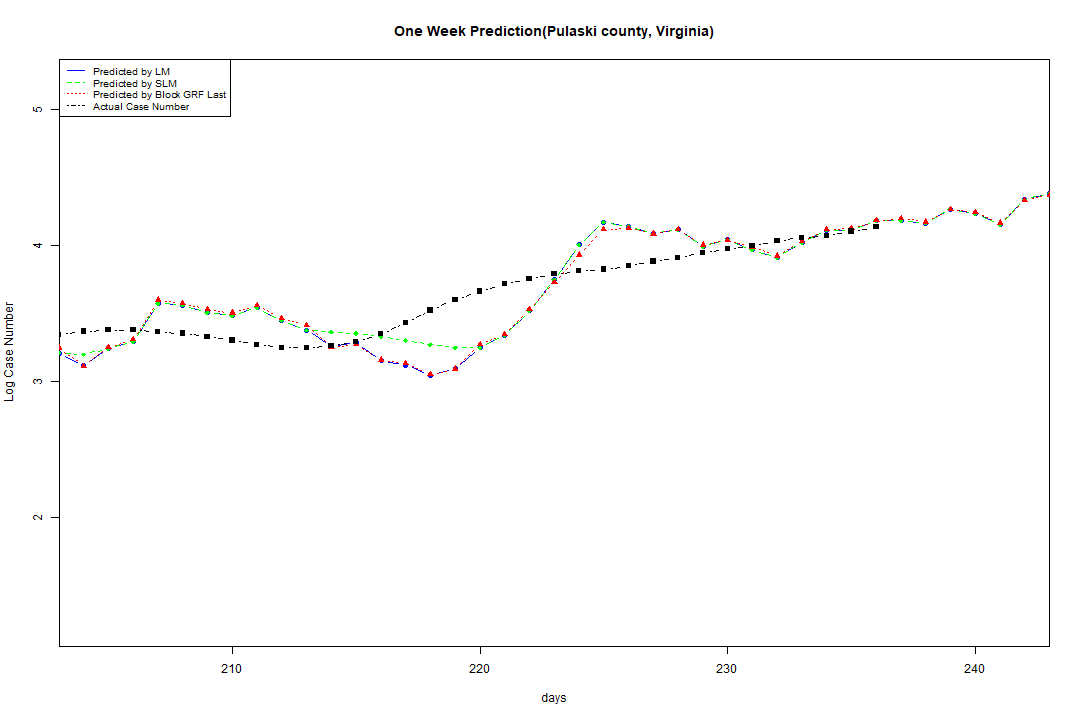 One Week Prediction(Pulaski county, Virginia)
Predicted by LM
Predicted by SLM
Predicted by Block GRF Last
Actual Case Number
5
4
3
2
Log Case Number
210
220
230
240
days